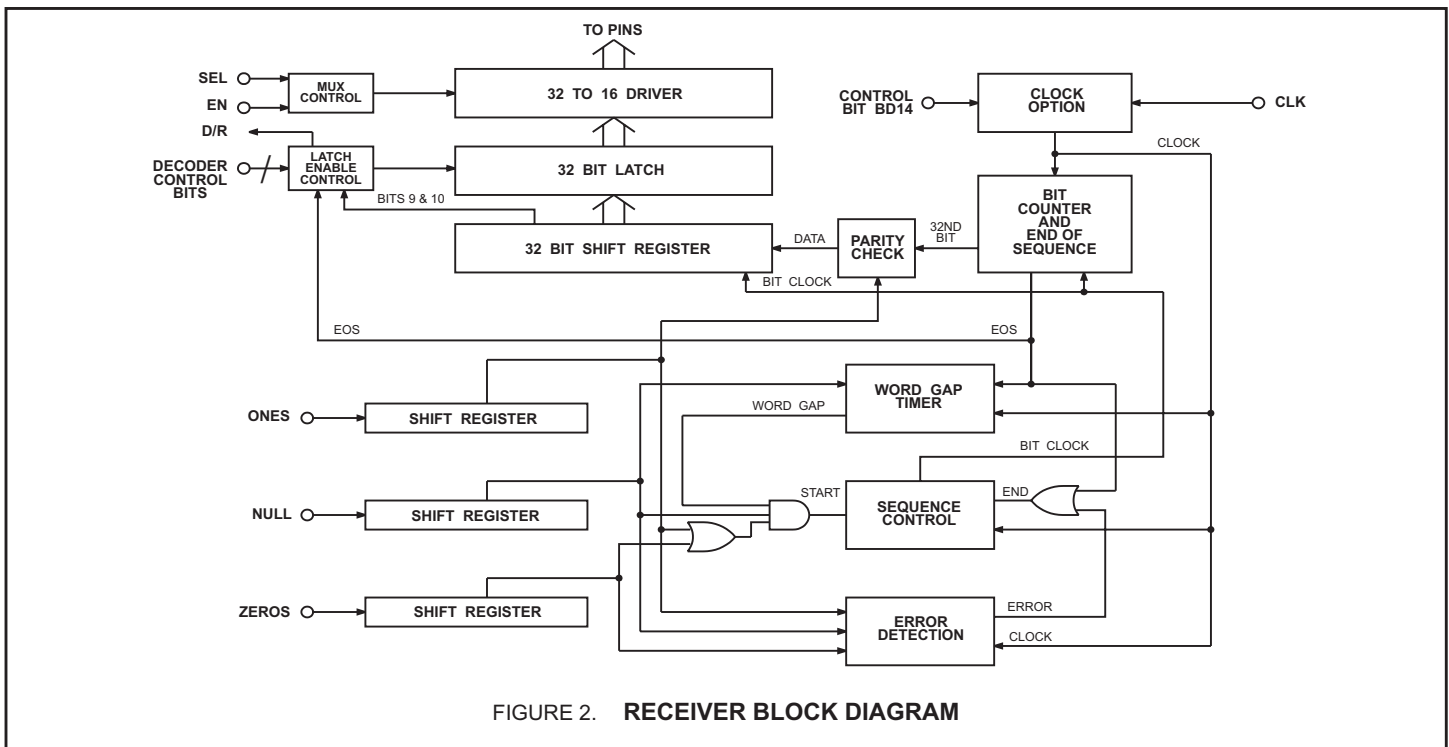 TO PINS
SEL
EN
MUX
CONTROL
32 TO 16 DRIVER
CONTROL
BIT BD14
CLOCK
OPTION
CLK
D/R
DECODER
CONTROL
BITS
LATCH
ENABLE
CONTROL
32 BIT LATCH
CLOCK
BITS 9 & 10
BIT
COUNTER
AND
END OF
SEQUENCE
32 BIT SHIFT REGISTER
DATA
PARITY
CHECK
32ND
BIT
BIT CLOCK
EOS
EOS
ONES
SHIFT REGISTER
WORD GAP
WORD GAP
TIMER
BIT CLOCK
NULL
SHIFT REGISTER
START
SEQUENCE
CONTROL
END
ZEROS
SHIFT REGISTER
ERROR
DETECTION
ERROR
CLOCK
FIGURE 2. RECEIVER BLOCK DIAGRAM